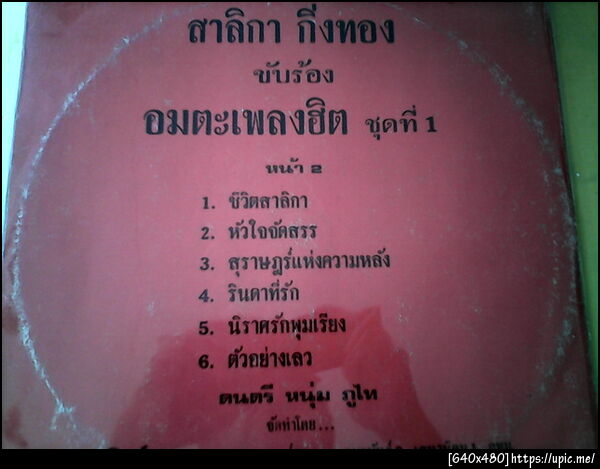 สาลิกา กิ่งทอง
ขับร้อง
อมตะเพลงฮิต ชุดที่ 1
หน้า 2
1. ชีวิตสาลิกา
2. หัวใจจัดสรร
3. สุราษฎร์แห่งความหลัง
4. รินดาที่รัก
5. นิราศรักพุมเรียง
6. ตัวอย่างเลว
ดนตรี หนุ่ม ภูไท
จัดทำโดย...
[640x480]https://upic.me/